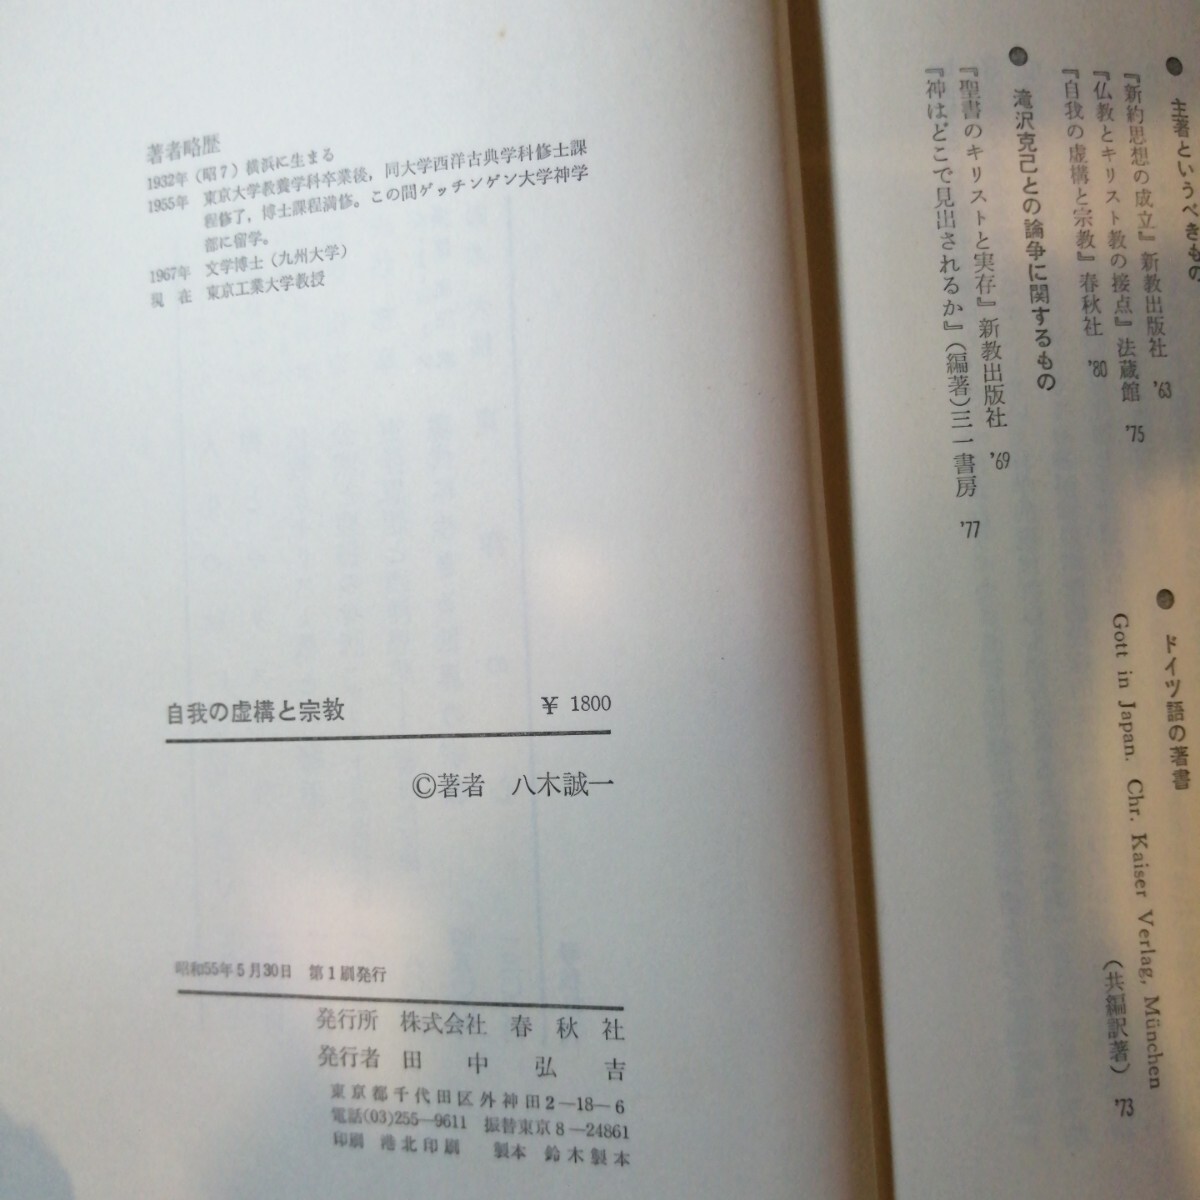 ● 主著というべきもの
『新約思想の成立』新教出版社 '63
『仏教とキリスト教の接点』法蔵館 '75
『自我の虚構と宗教』春秋社 '80
● 滝沢克己との論争に関するもの
『聖書のキリストと実存』新教出版社 '69
『神はどこで見出されるか』(編著)三一書房 '77
● ドイツ語の著書
Gott in Japan. Chr. Kaiser Verlag, München
(共編訳著) '73
著者略歴
1932年 (昭7) 横浜に生まる
1955年 東京大学教養学科卒業後，同大学西洋古典学科修士課
程修了，博士課程満修。この間ゲッチンゲン大学神学
部に留学。
1967年 文学博士 (九州大学)
現 在 東京工業大学教授
自我の虚構と宗教 ¥ 1800
©著者 八木誠一
昭和55年5月30日 第1刷発行
発行所 株式会社 春秋社
発行者 田中弘吉
東京都千代田区外神田2―18―6
電話(03)255―9611 振替東京8―24861
印刷 港北印刷 製本 鈴木製本